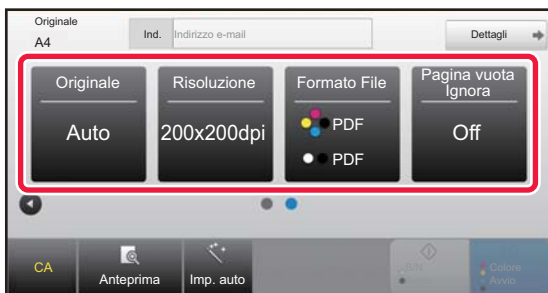 Originale
A4
Ind.
Indirizzo e-mail
Dettagli
Originale
Auto
Risoluzione
200x200dpi
Formato File
PDF
PDF
Pagina vuota
Ignora
Off
CA
Anteprima
Imp. auto
B/N
Avvio
Colore
Avvio